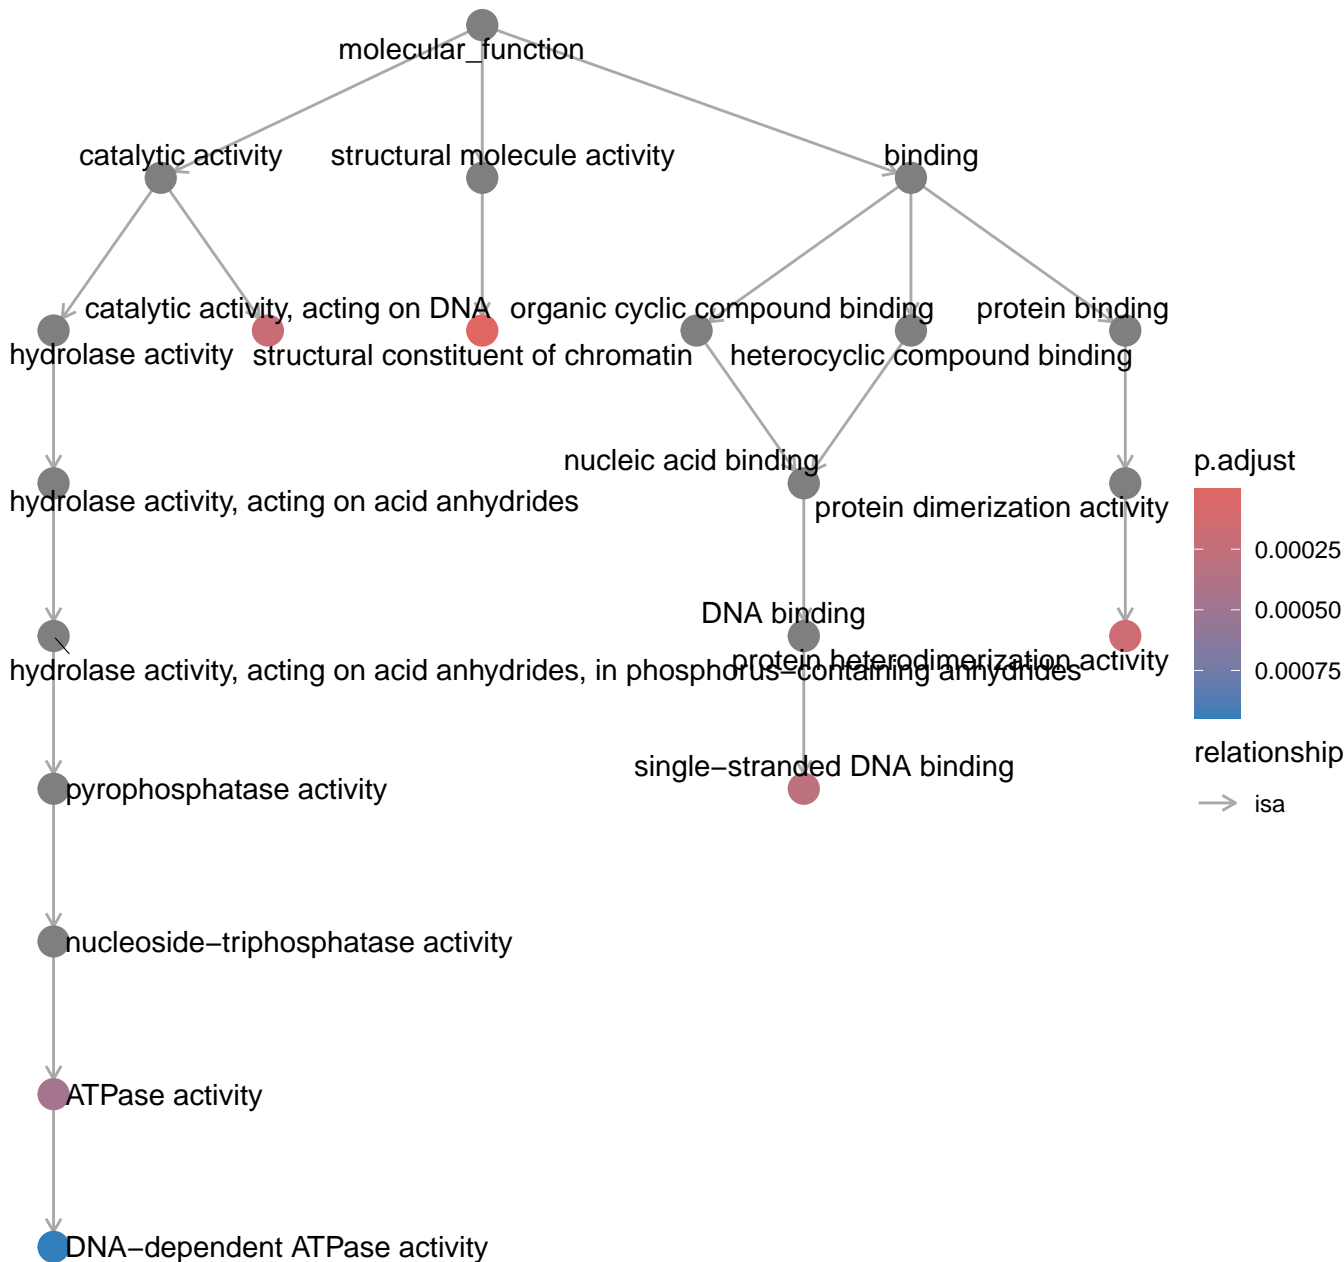 molecular_function
catalytic activity
structural molecule activity
binding
catalytic activity, acting on DNA
organic cyclic compound binding
protein binding
hydrolase activity
structural constituent of chromatin
heterocyclic compound binding
nucleic acid binding
p.adjust
hydrolase activity, acting on acid anhydrides
protein dimerization activity
0.00025
0.00050
0.00075
DNA binding
protein heterodimerization activity
hydrolase activity, acting on acid anhydrides, in phosphorus−containing anhydrides
relationship
isa
single−stranded DNA binding
pyrophosphatase activity
nucleoside−triphosphatase activity
ATPase activity
DNA−dependent ATPase activity